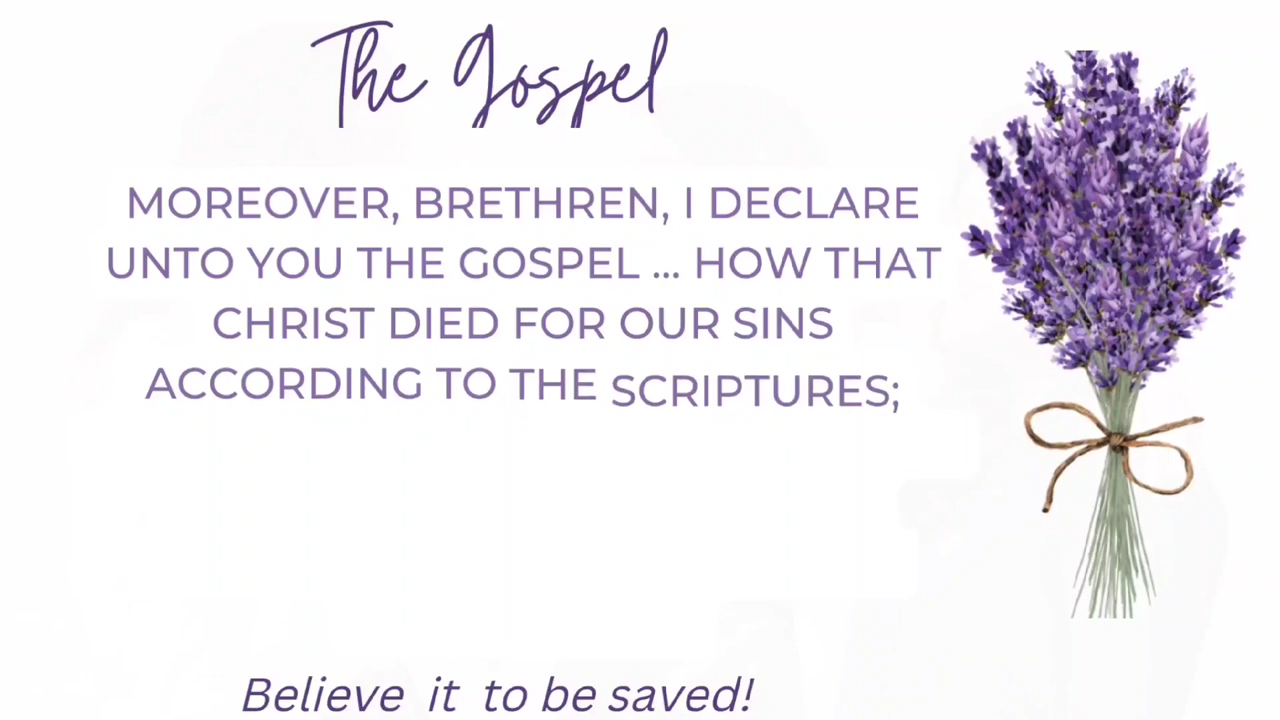 The Gospel
MOREOVER, BRETHREN, I DECLARE
UNTO YOU THE GOSPEL ... HOW THAT
CHRIST DIED FOR OUR SINS
ACCORDING TO THE SCRIPTURES;
Believe it to be saved!